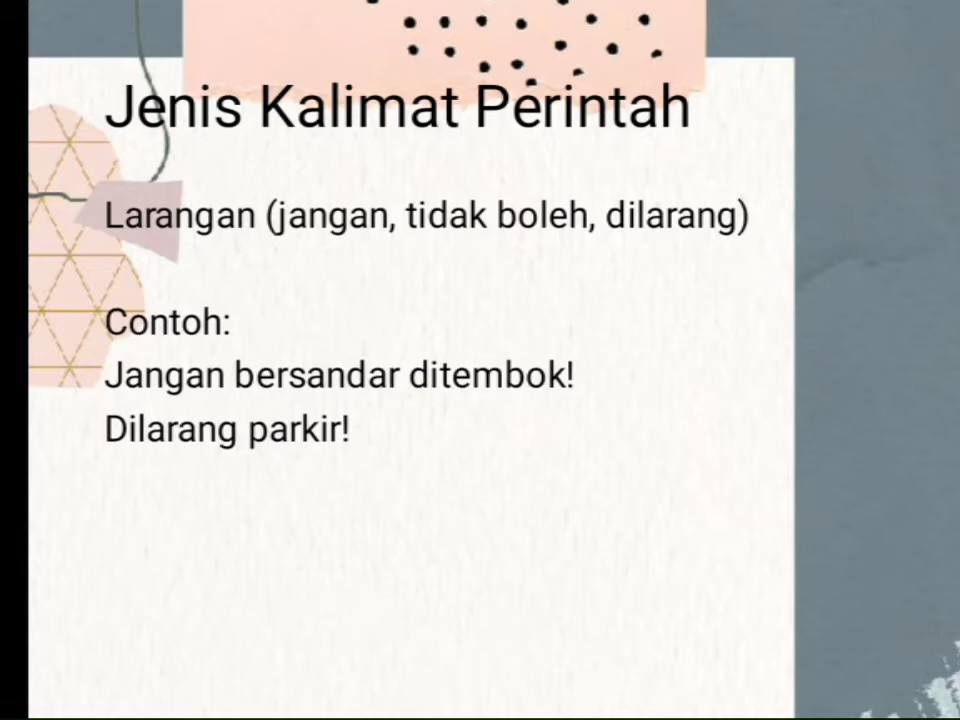 Jenis Kalimat Perintah
Larangan (jangan, tidak boleh, dilarang)
Contoh:
Jangan bersandar ditembok!
Dilarang parkir!